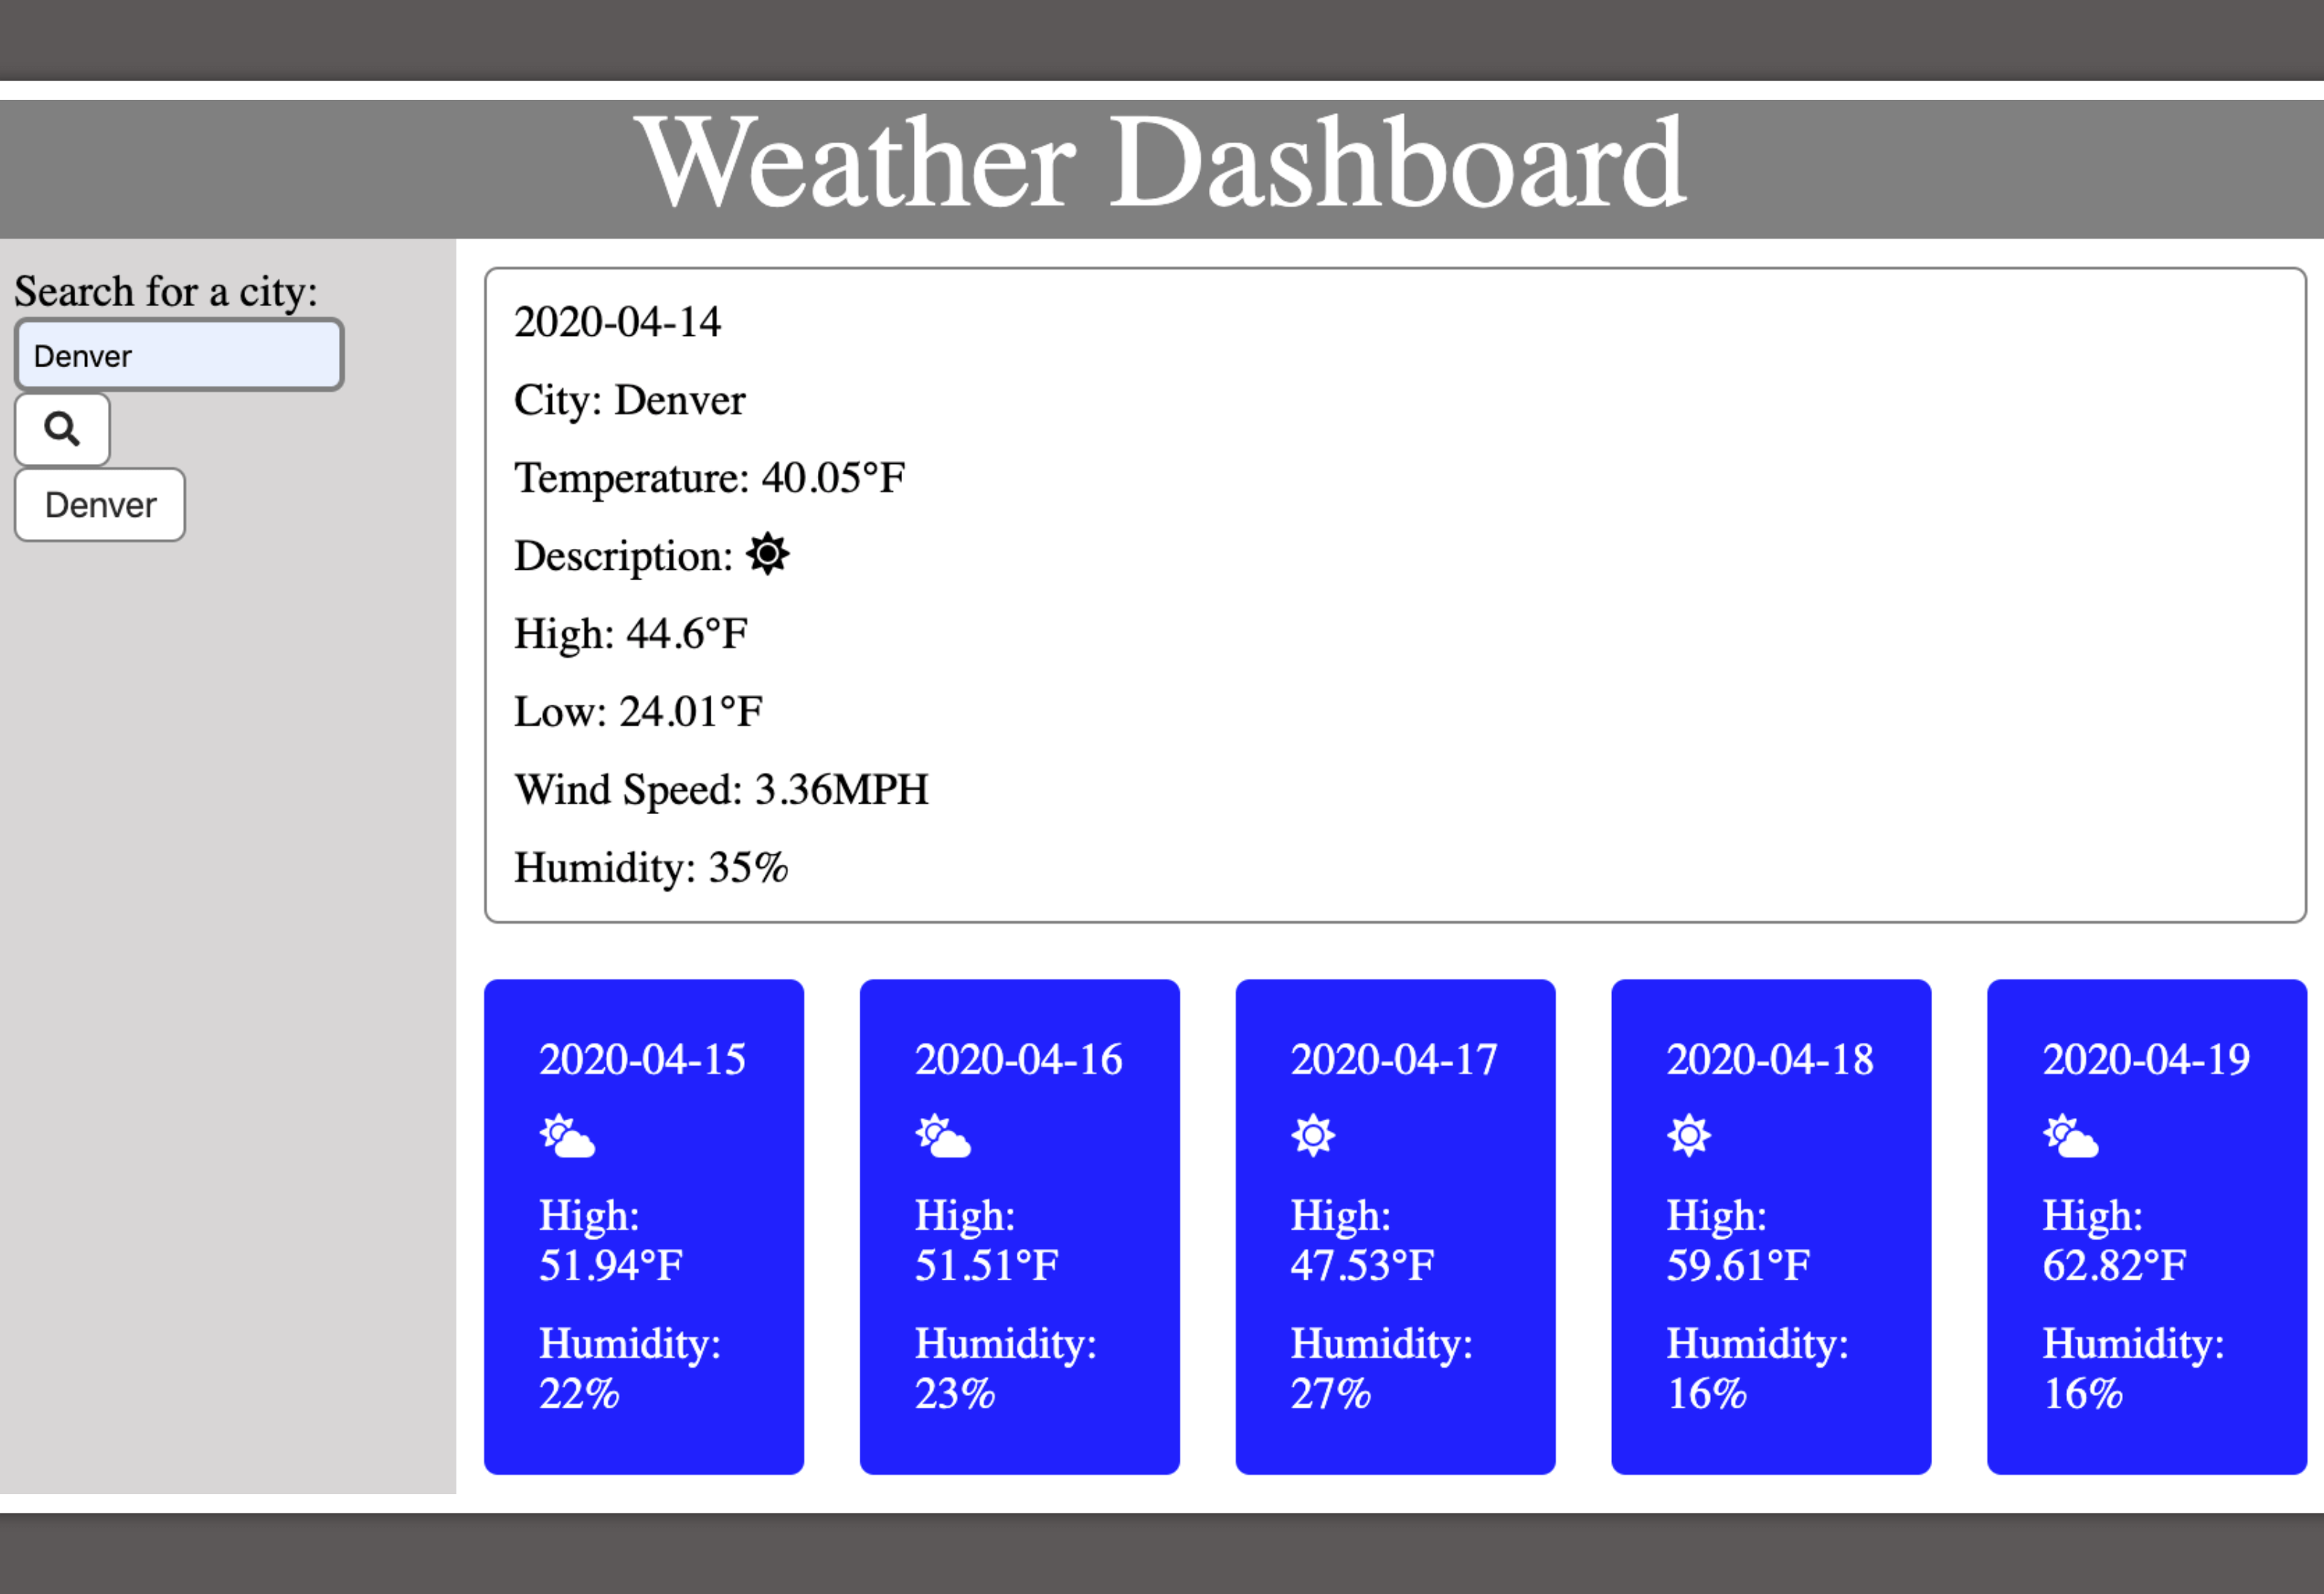 Weather Dashboard
Search for a city:
Denver
Denver
2020-04-14
City: Denver
Temperature: 40.05°F
Description:
High: 44.6°F
Low: 24.01°F
Wind Speed: 3.36MPH
Humidity: 35%
2020-04-15
High:
51.94°F
Humidity:
22%
2020-04-16
High:
51.51°F
Humidity:
23%
2020-04-17
High:
47.53°F
Humidity:
27%
2020-04-18
High:
59.61°F
Humidity:
16%
2020-04-19
High:
62.82°F
Humidity:
16%